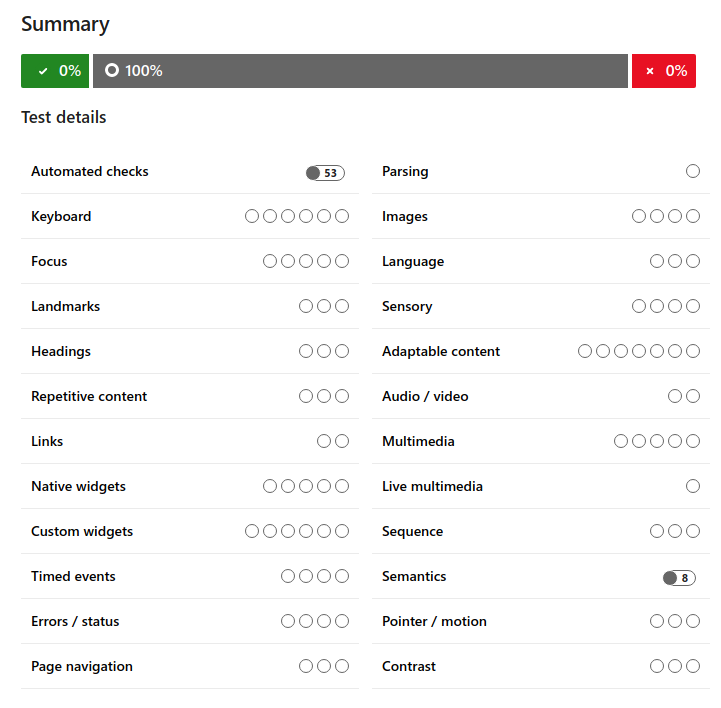 Summary
0% 100% 0%
Test details
Automated checks 53
Keyboard
Focus
Landmarks
Headings
Repetitive content
Links
Native widgets
Custom widgets
Timed events
Errors / status
Page navigation
Parsing
Images
Language
Sensory
Adaptable content
Audio / video
Multimedia
Live multimedia
Sequence
Semantics 8
Pointer / motion
Contrast